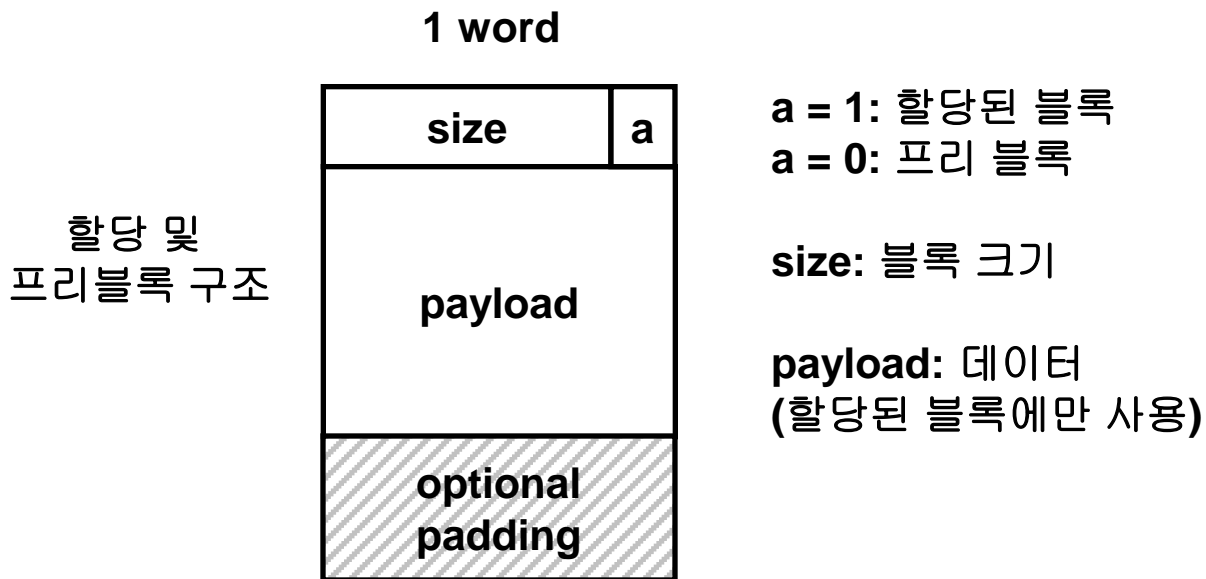 1 word
size
a
할당 및
프리블록 구조
payload
optional
padding
a = 1: 할당된 블록
a = 0: 프리 블록
size: 블록 크기
payload: 데이터
(할당된 블록에만 사용)